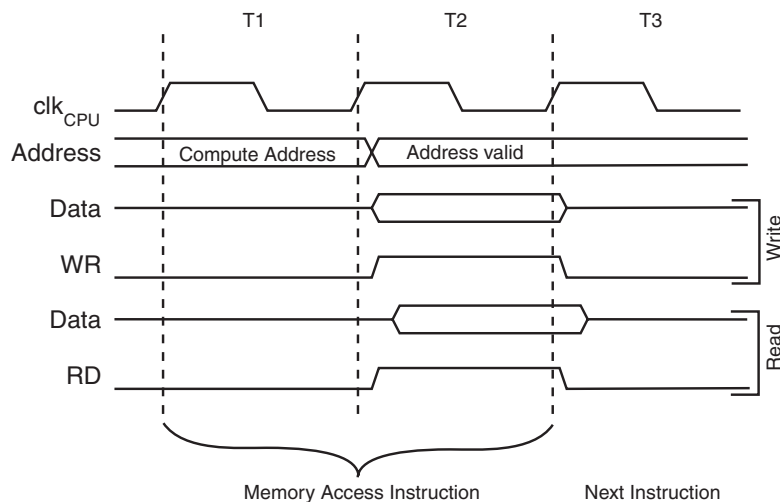 T1 T2 T3
clkCPU
Address Compute Address Address valid
Data
WR
Write
Data
RD
Read
Memory Access Instruction Next Instruction